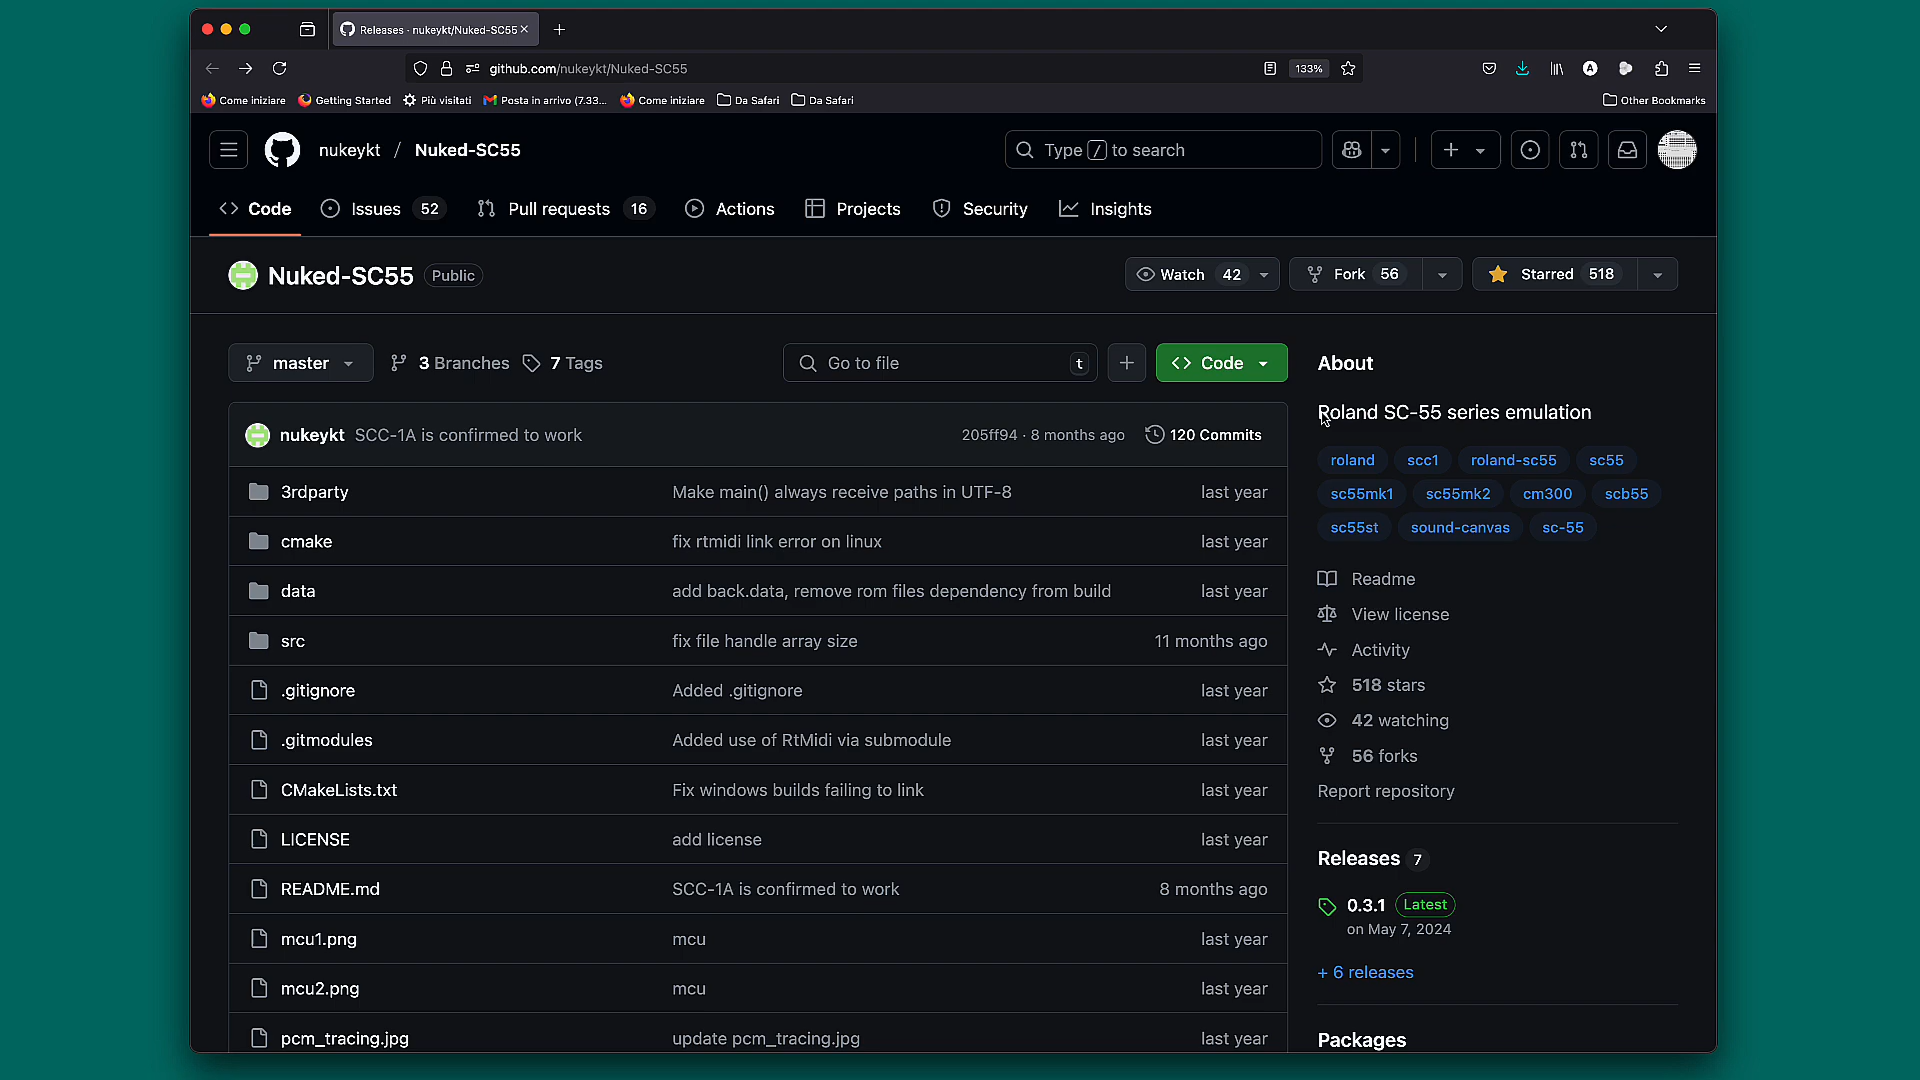 Releases · nukeykt/Nuked-SC55
github.com/nukeykt/Nuked-SC55
133%
Come iniziare
Getting Started
Più visitati
Posta in arrivo (7.33...
Come iniziare
Da Safari
Da Safari
Other Bookmarks
nukeykt / Nuked-SC55
Type / to search
Code
Issues 52
Pull requests 16
Actions
Projects
Security
Insights
Nuked-SC55 Public
Watch 42
Fork 56
Starred 518
master
3 Branches
7 Tags
Go to file
t
Code
nukeykt SCC-1A is confirmed to work 205ff94 · 8 months ago 120 Commits
3rdparty Make main() always receive paths in UTF-8 last year
cmake fix rtmidi link error on linux last year
data add back.data, remove rom files dependency from build last year
src fix file handle array size 11 months ago
.gitignore Added .gitignore last year
.gitmodules Added use of RtMidi via submodule last year
CMakeLists.txt Fix windows builds failing to link last year
LICENSE add license last year
README.md SCC-1A is confirmed to work 8 months ago
mcu1.png mcu last year
mcu2.png mcu last year
pcm_tracing.jpg update pcm_tracing.jpg last year
About
Roland SC-55 series emulation
roland scc1 roland-sc55 sc55
sc55mk1 sc55mk2 cm300 scb55
sc55st sound-canvas sc-55
Readme
View license
Activity
518 stars
42 watching
56 forks
Report repository
Releases 7
0.3.1 Latest
on May 7, 2024
+ 6 releases
Packages